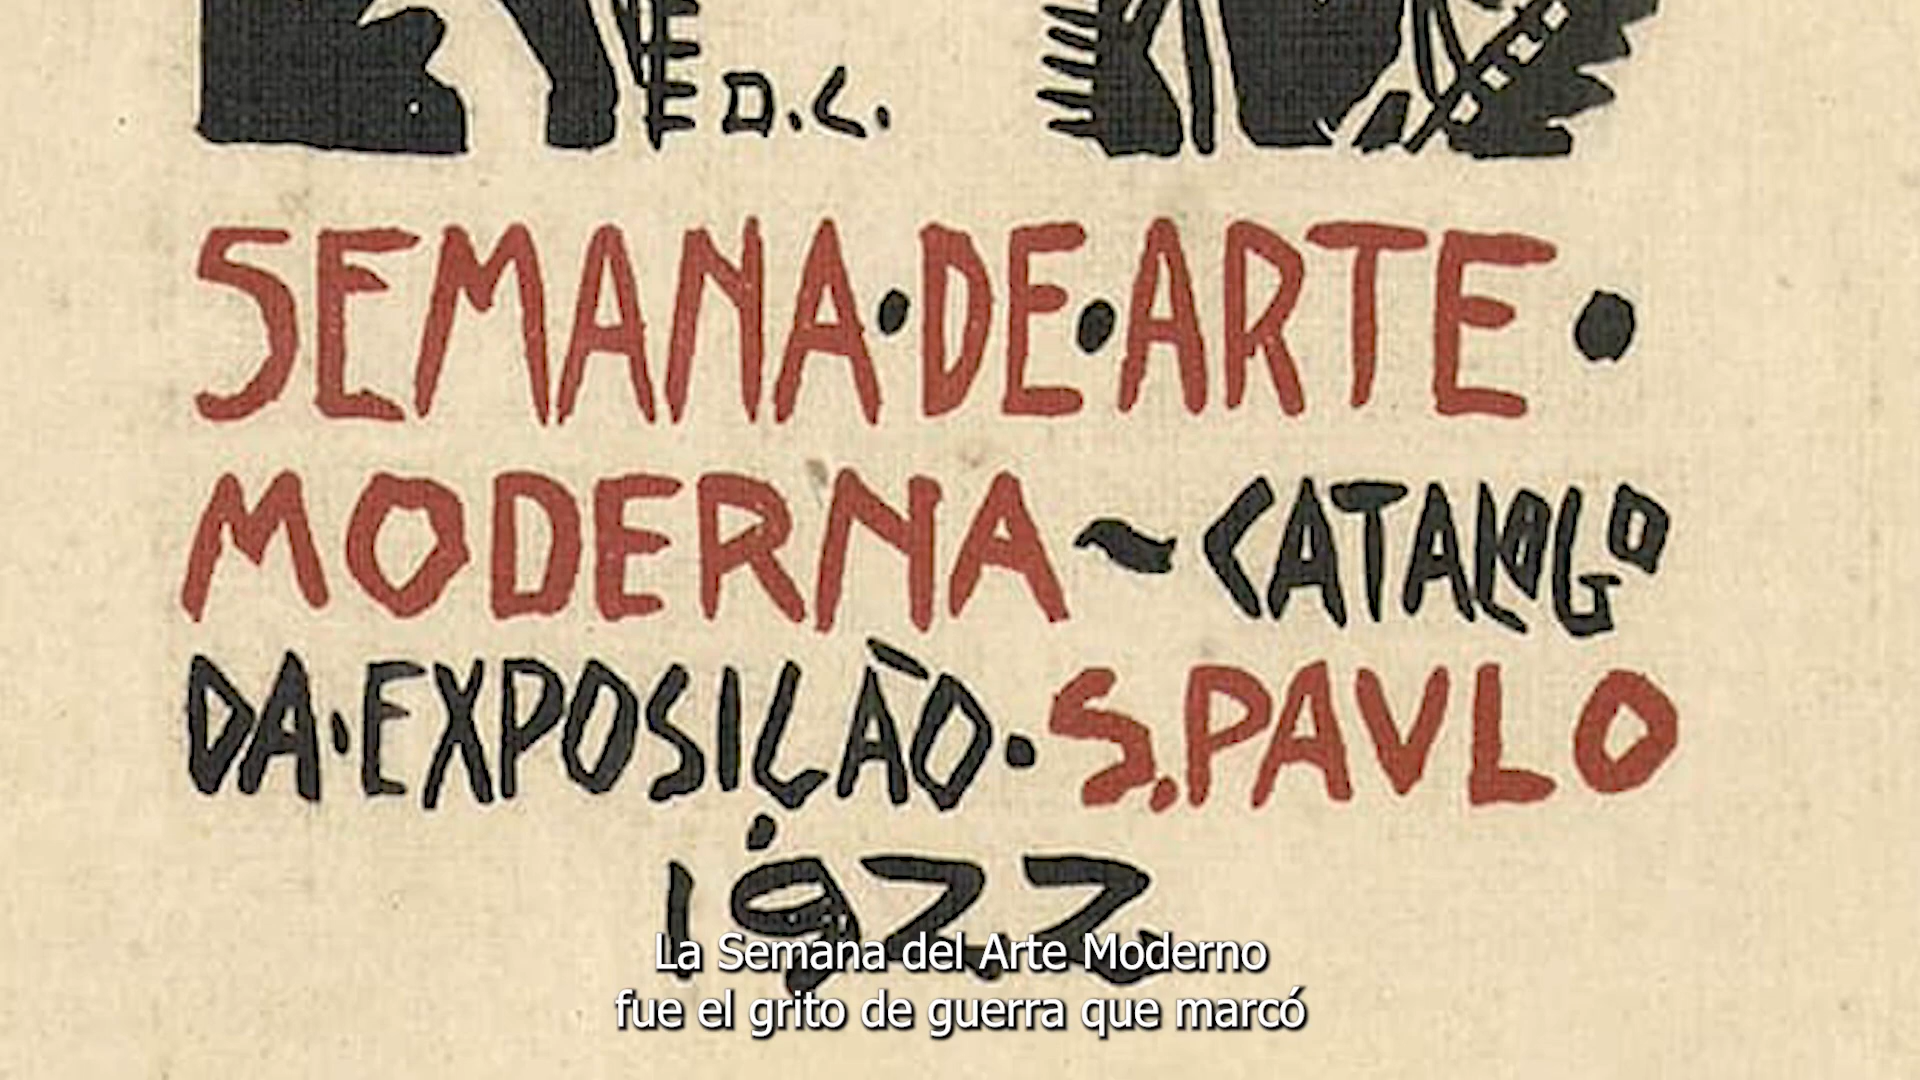 D.C.
SEMANA·DE·ARTE·
MODERNA~CATALOGO
DA·EXPOSIÇÃO·S.PAVLO
1922
La Semana del Arte Moderno
fue el grito de guerra que marcó